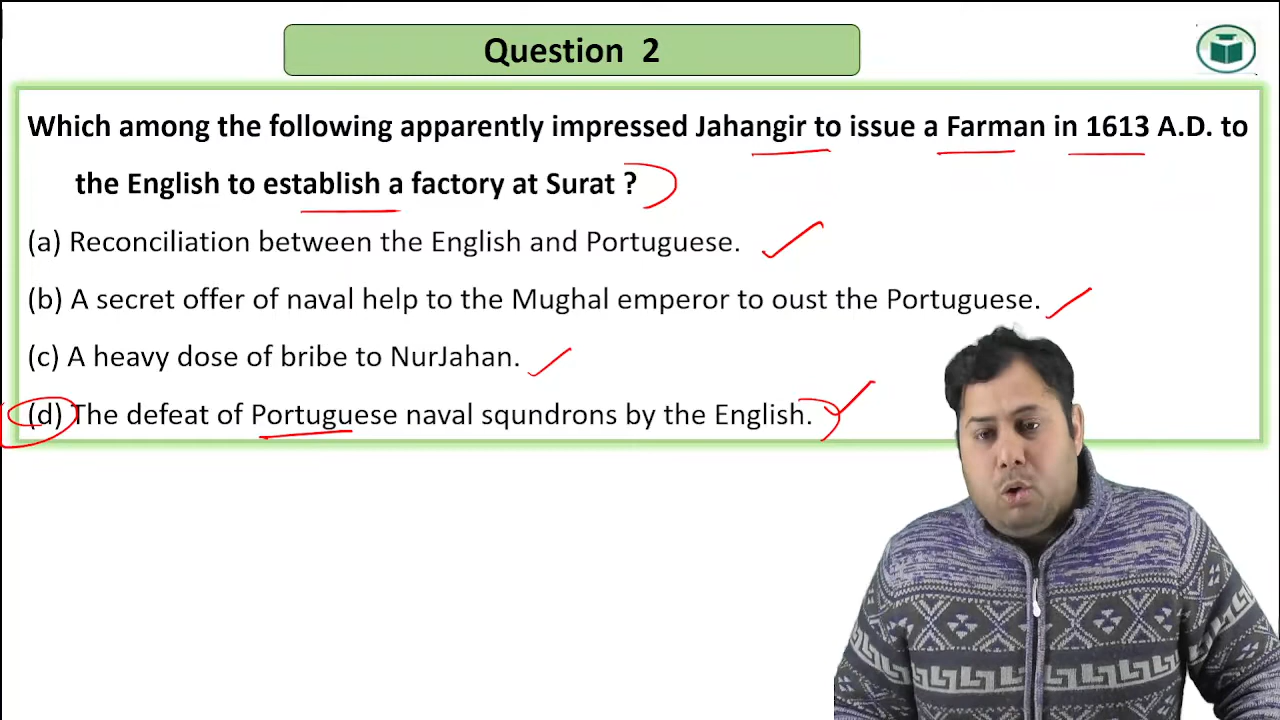 Question 2
Which among the following apparently impressed Jahangir to issue a Farman in 1613 A.D. to
the English to establish a factory at Surat ?
(a) Reconciliation between the English and Portuguese.
(b) A secret offer of naval help to the Mughal emperor to oust the Portuguese.
(c) A heavy dose of bribe to NurJahan.
(d) The defeat of Portuguese naval squndrons by the English.